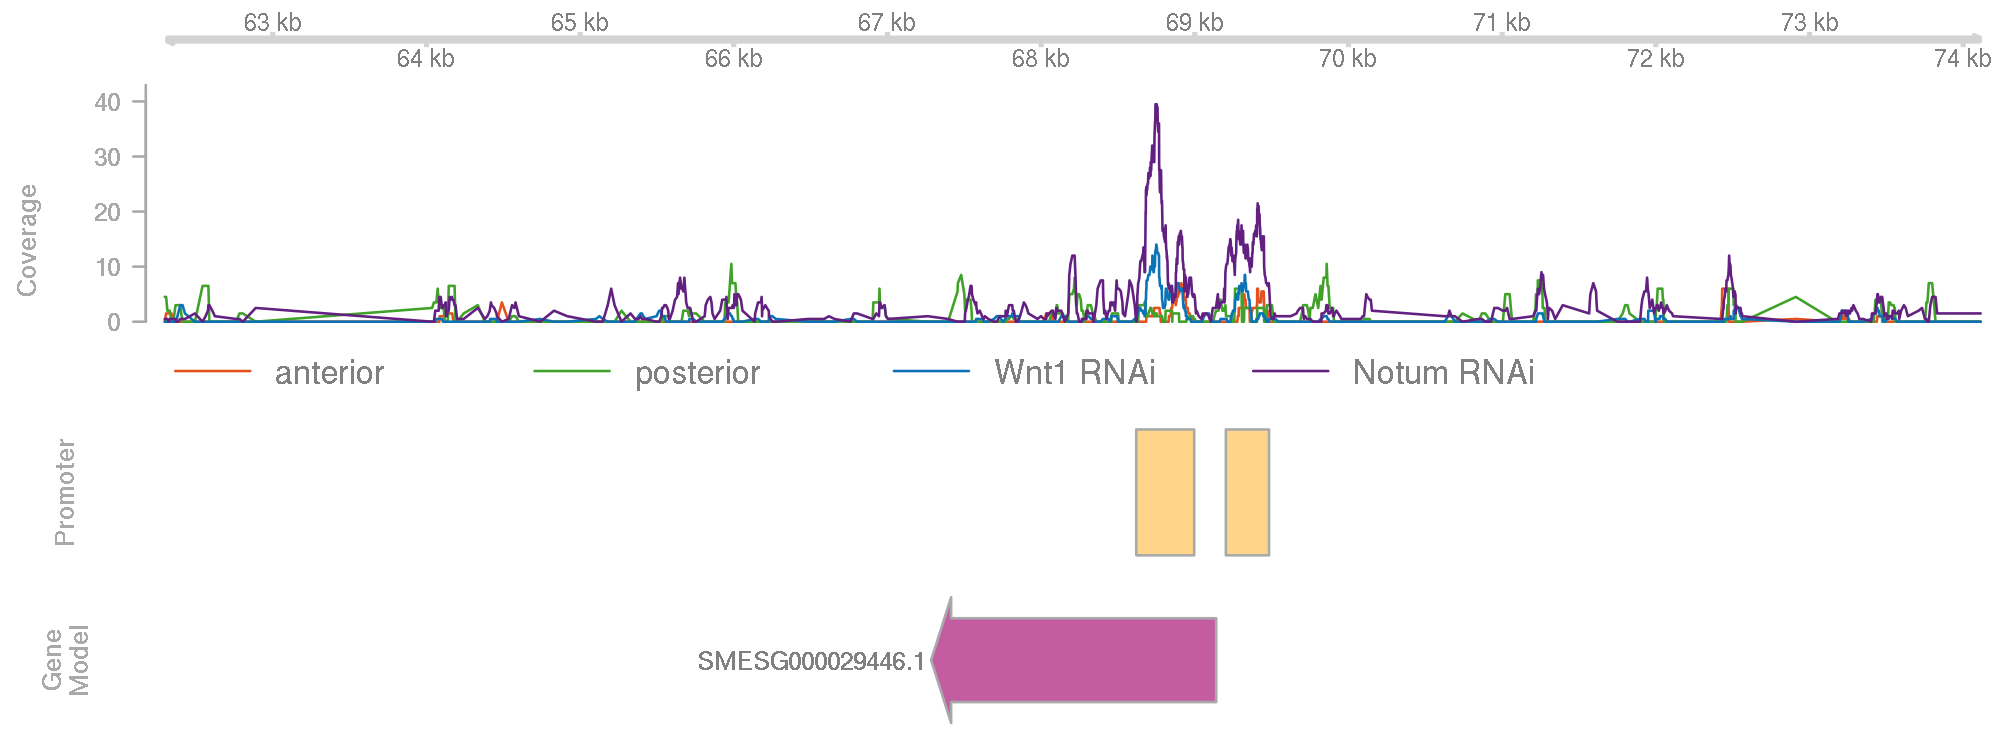 63 kb 65 kb 67 kb 69 kb 71 kb 73 kb
64 kb 66 kb 68 kb 70 kb 72 kb 74 kb
Coverage
40
30
20
10
0
anterior posterior Wnt1 RNAi Notum RNAi
Promoter
Gene
Model
SMESG000029446.1